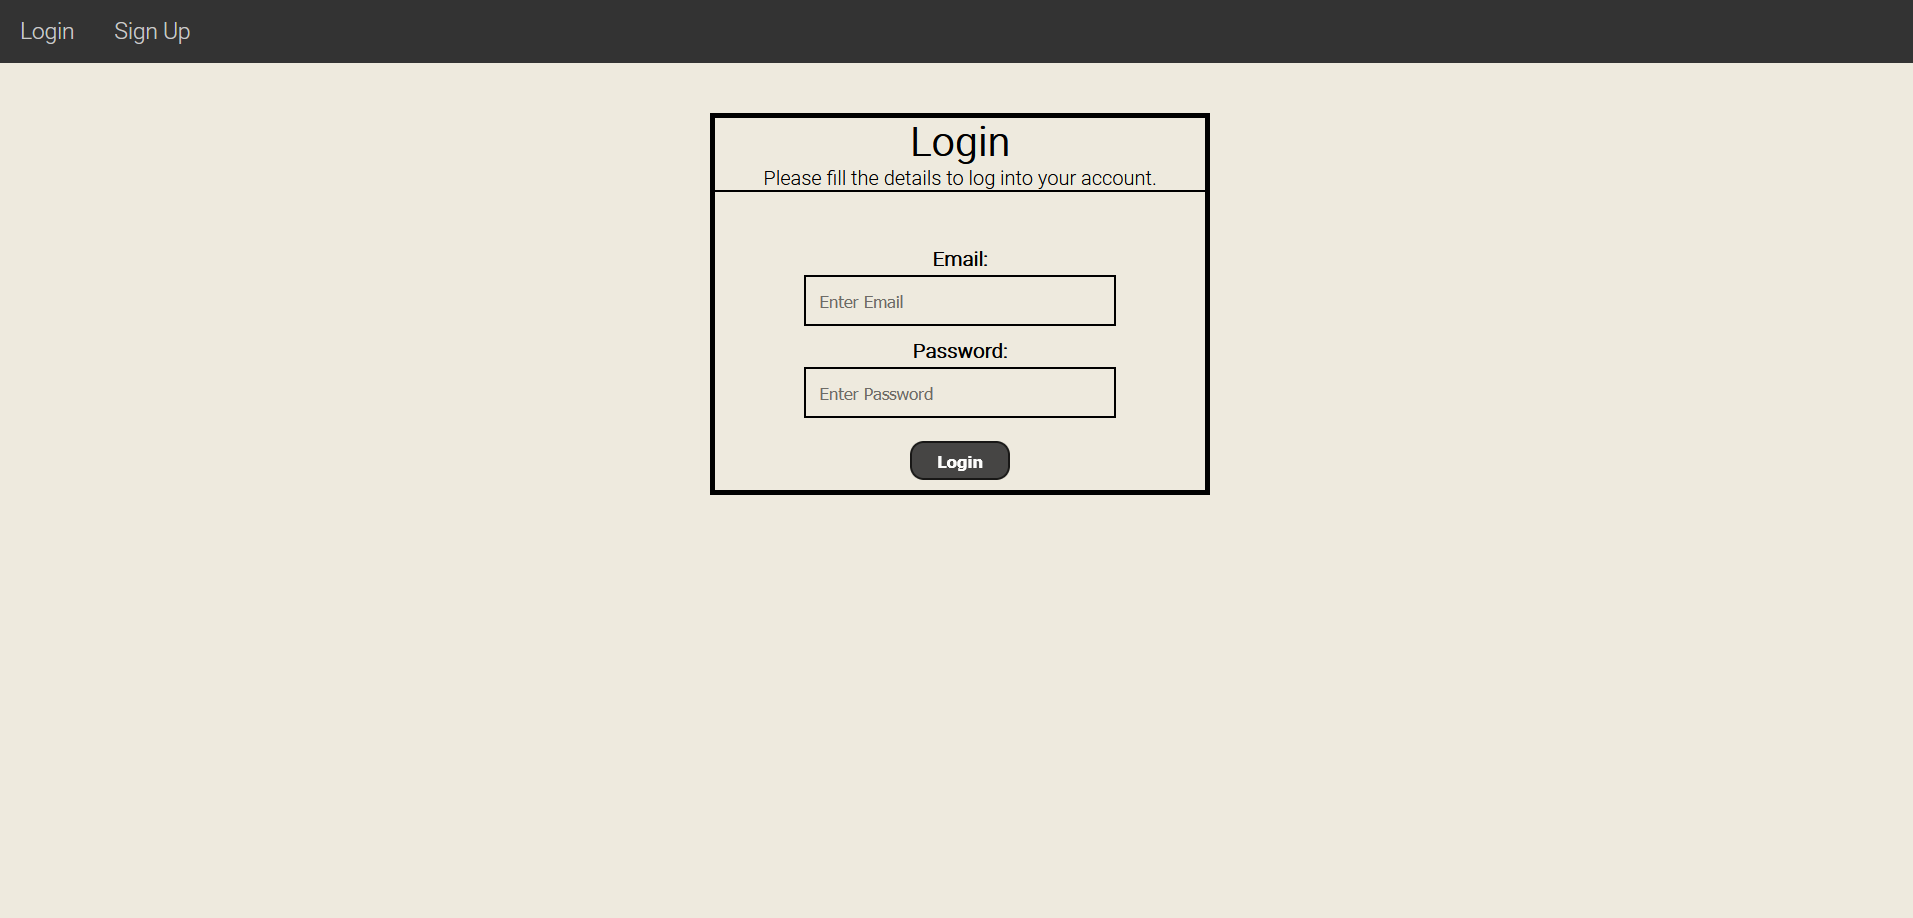 Login Sign Up
Login
Please fill the details to log into your account.
Email:
Enter Email
Password:
Enter Password
Login